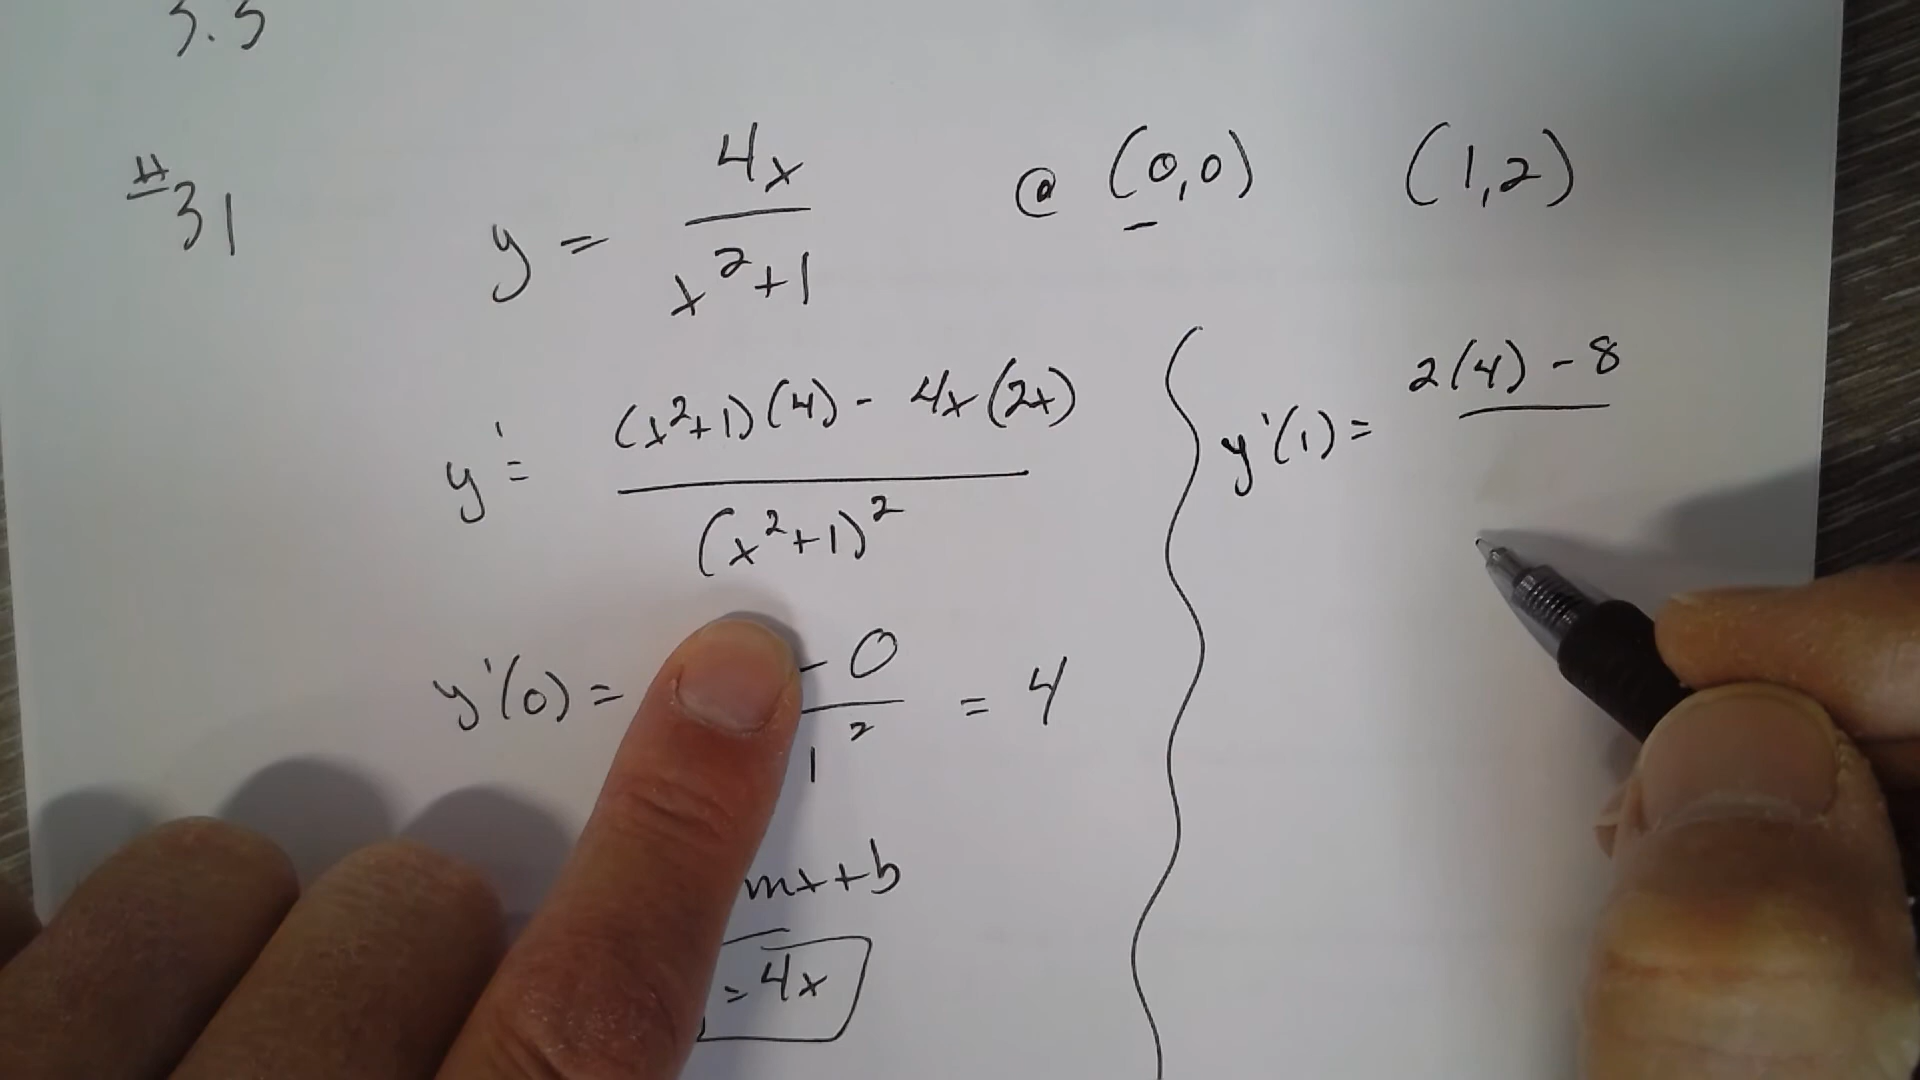 3.3
#31 y = 4x / x²+1 @ (0,0) (1,2)
y' = (x²+1)(4) - 4x(2x) / (x²+1)²
y'(0) = - 0 / 1² = 4
mx+b
= 4x
y'(1) = 2(4) - 8